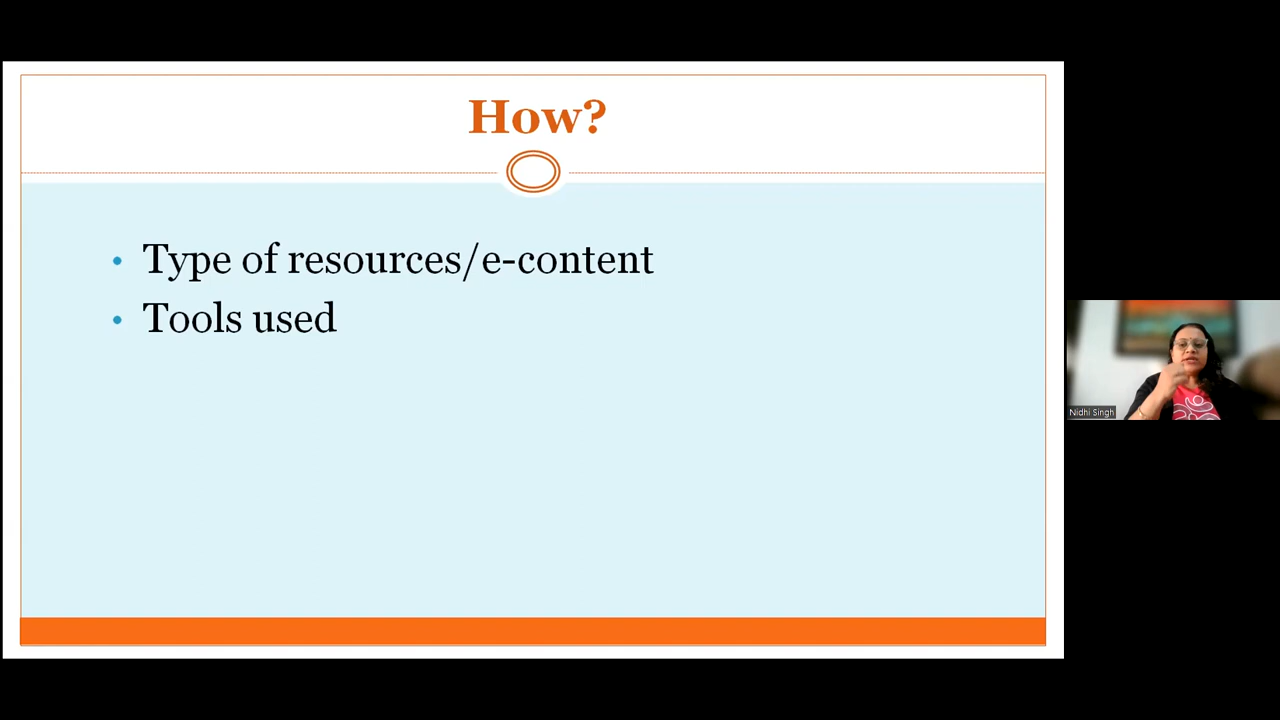 How?
• Type of resources/e-content
• Tools used
Nidhi Singh